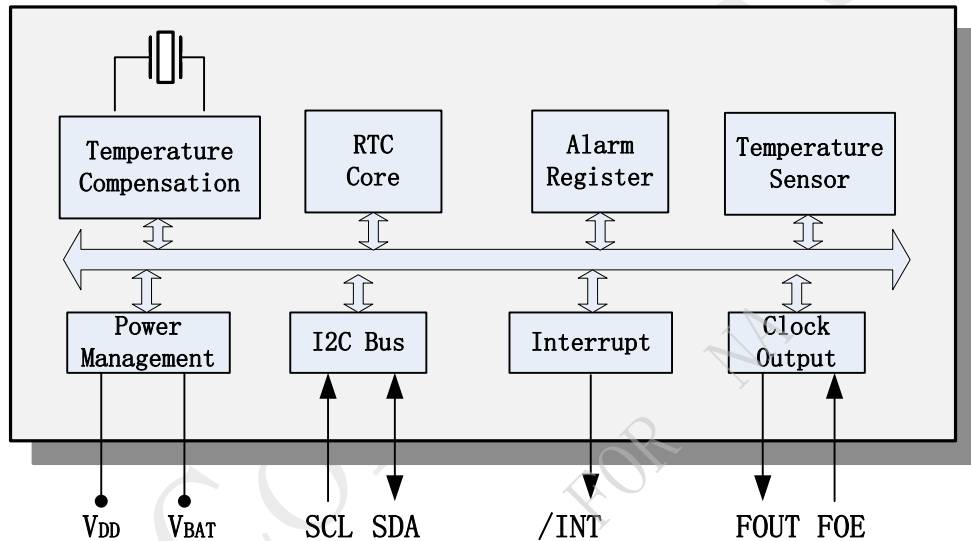 Temperature
Compensation
RTC
Core
Alarm
Register
Temperature
Sensor
Power
Management
I2C Bus
Interrupt
Clock
Output
VDD
VBAT
SCL SDA
/INT
FOUT FOE
FOR